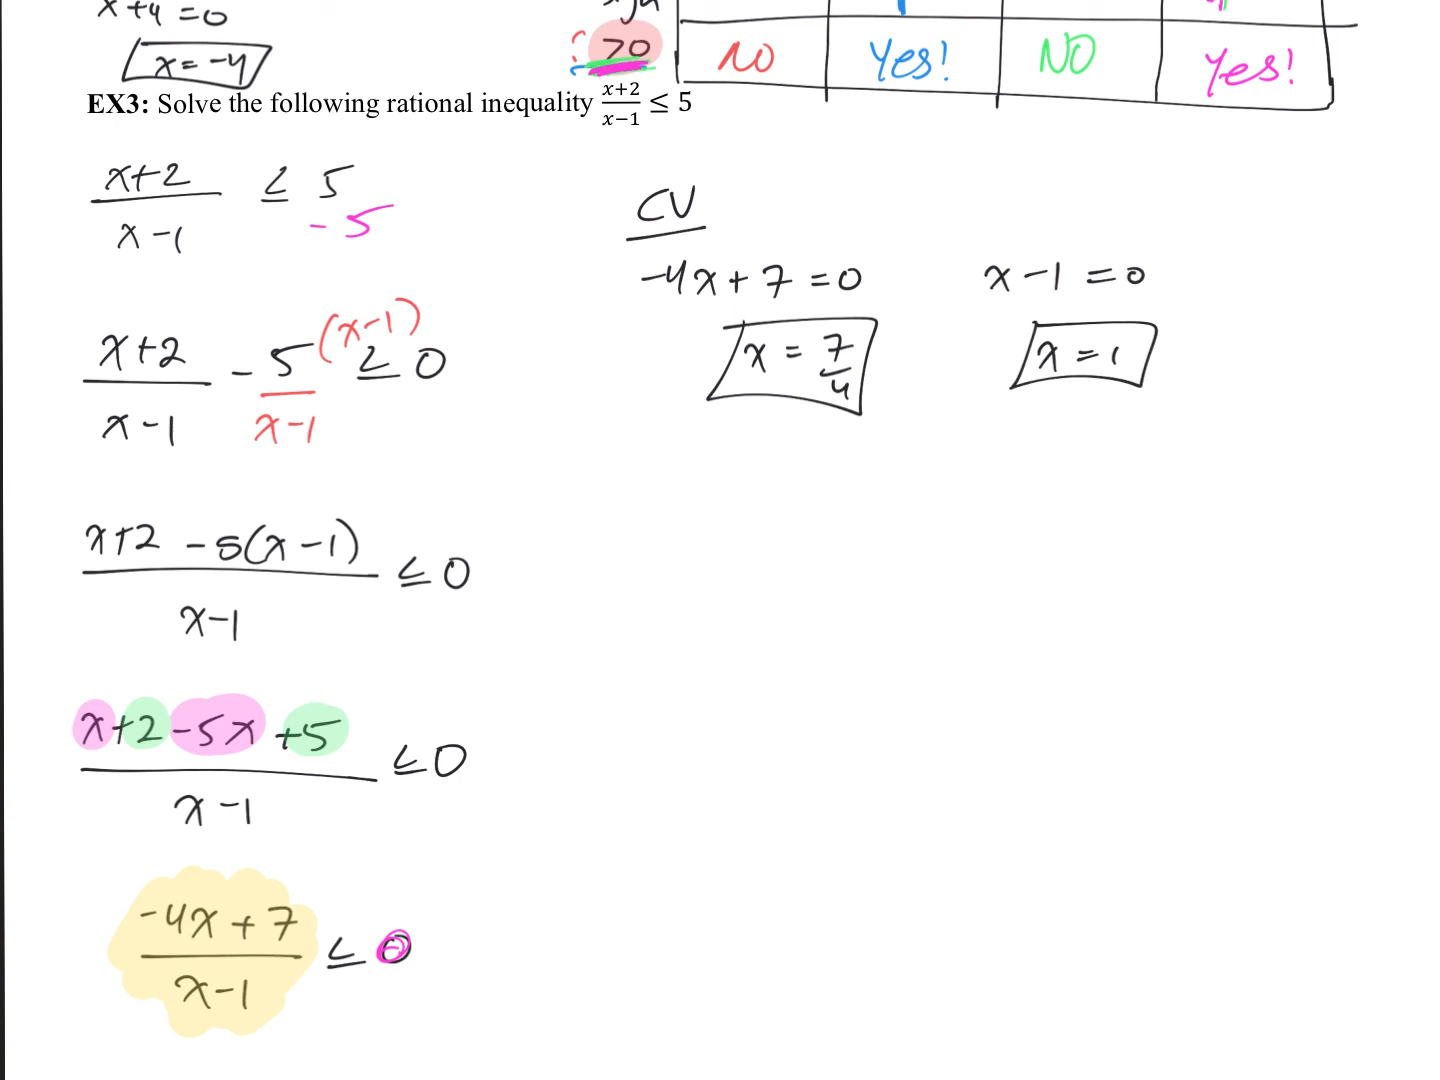 x+4 =0
x= -4
>0 NO Yes! NO Yes!
EX3: Solve the following rational inequality (x+2)/(x−1) ≤ 5
(x+2)/(x-1) ≤ 5
-5
CV
-4x+7 =0 x-1 =0
x = 7/4 x = 1
(x+2)/(x-1) - 5(x-1)/(x-1) ≤ 0
(x+2 -5(x-1))/(x-1) ≤ 0
(x+2-5x+5)/(x-1) ≤ 0
(-4x+7)/(x-1) ≤ 0